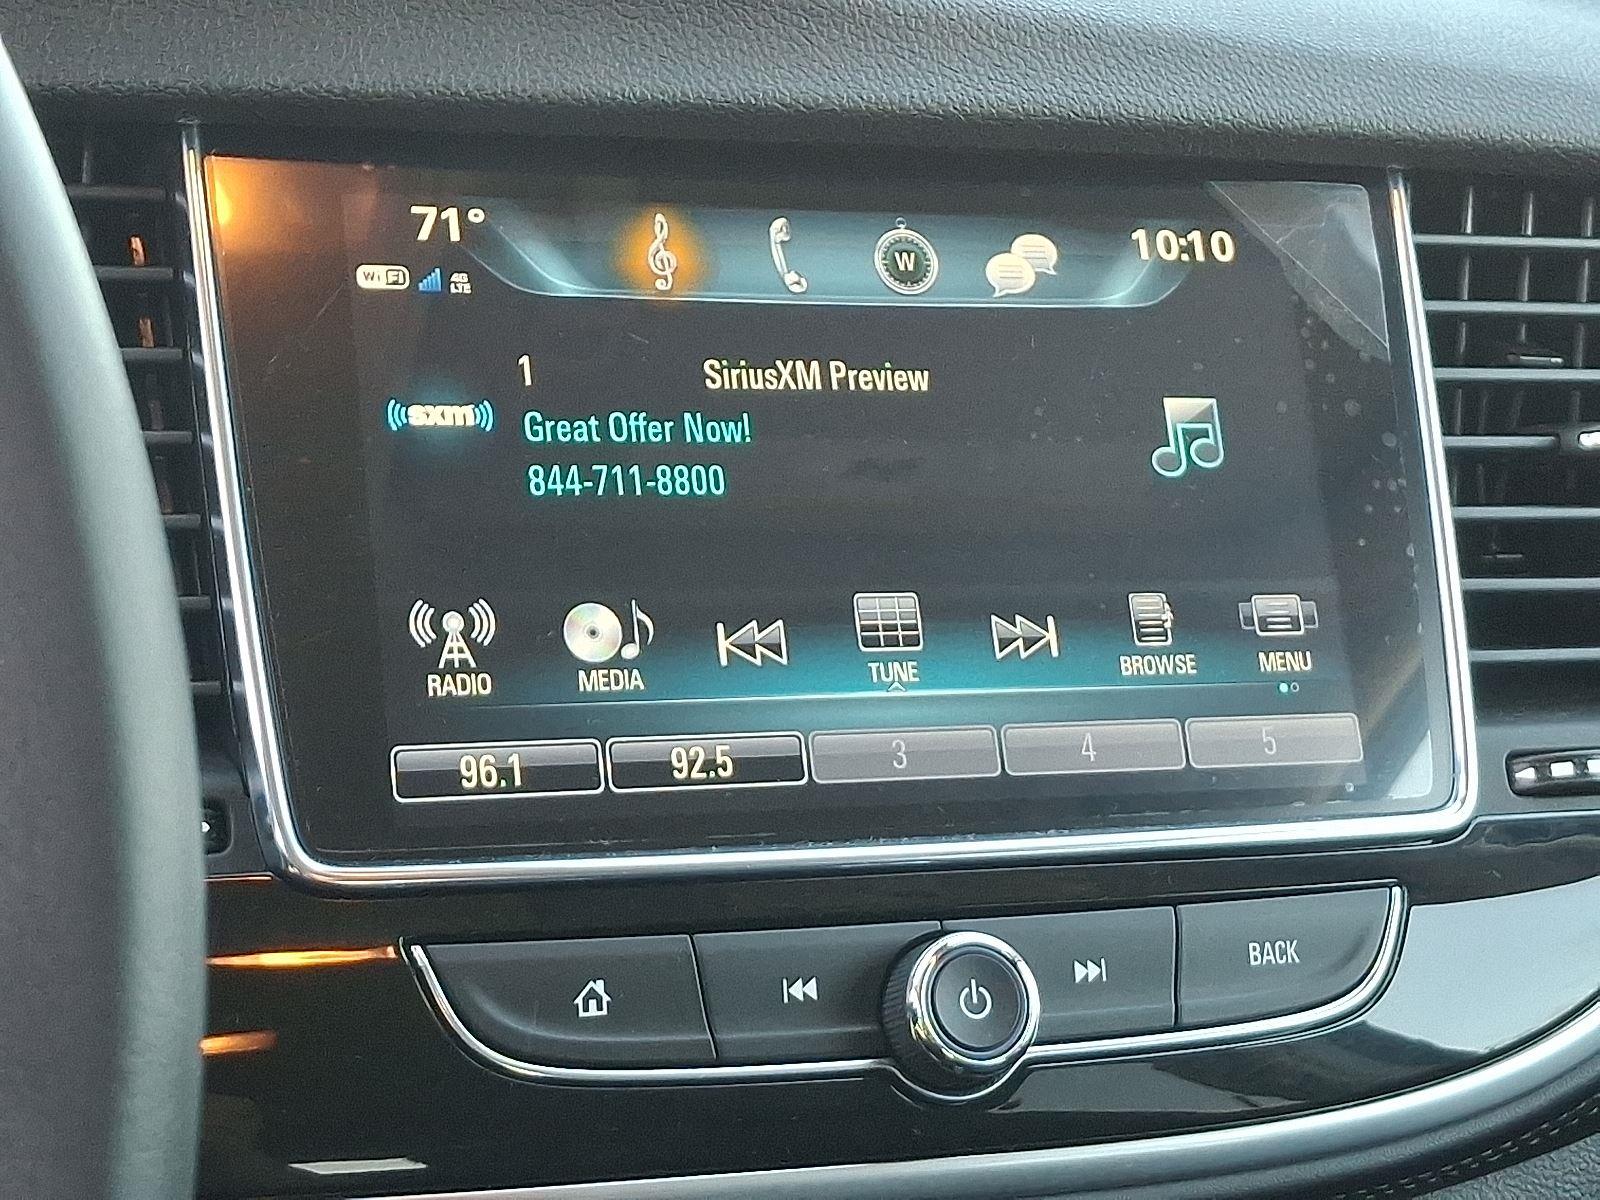 71°
W
10:10
WiFi
4G
LTE
1
SiriusXM Preview
((sxm))
Great Offer Now!
844-711-8800
RADIO
MEDIA
TUNE
BROWSE
MENU
96.1
92.5
3
4
5
BACK